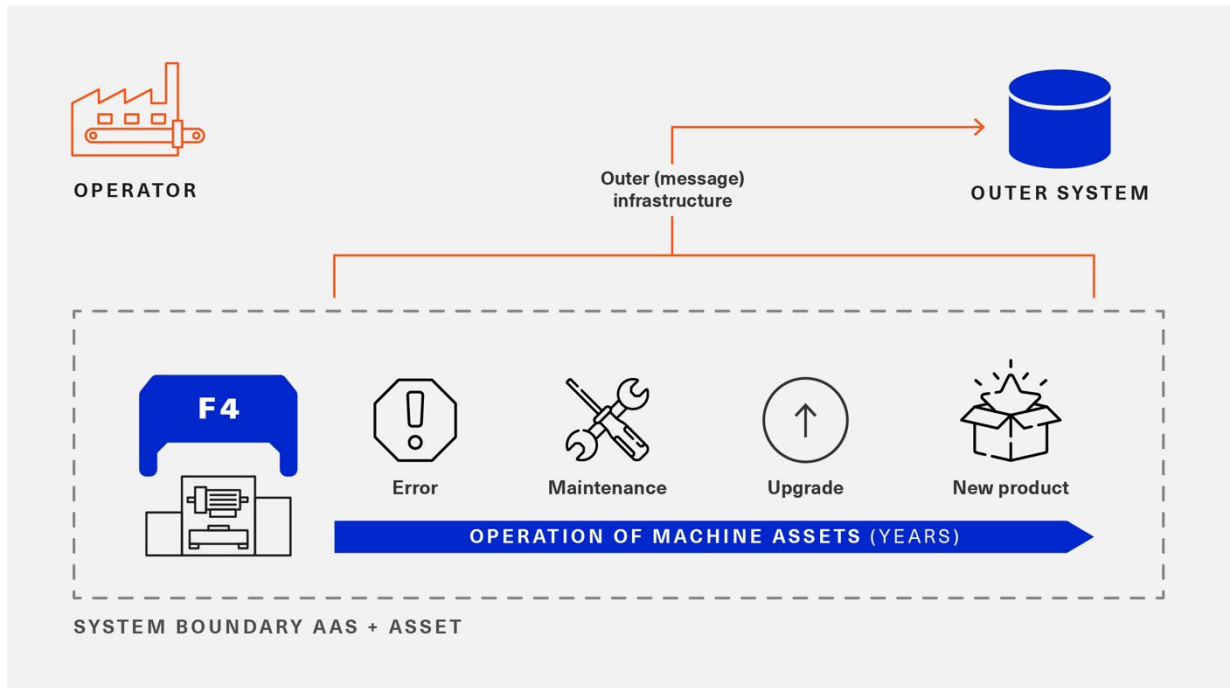 OPERATOR
Outer (message)
infrastructure
OUTER SYSTEM
F4
Error
Maintenance
Upgrade
New product
OPERATION OF MACHINE ASSETS (YEARS)
SYSTEM BOUNDARY AAS + ASSET